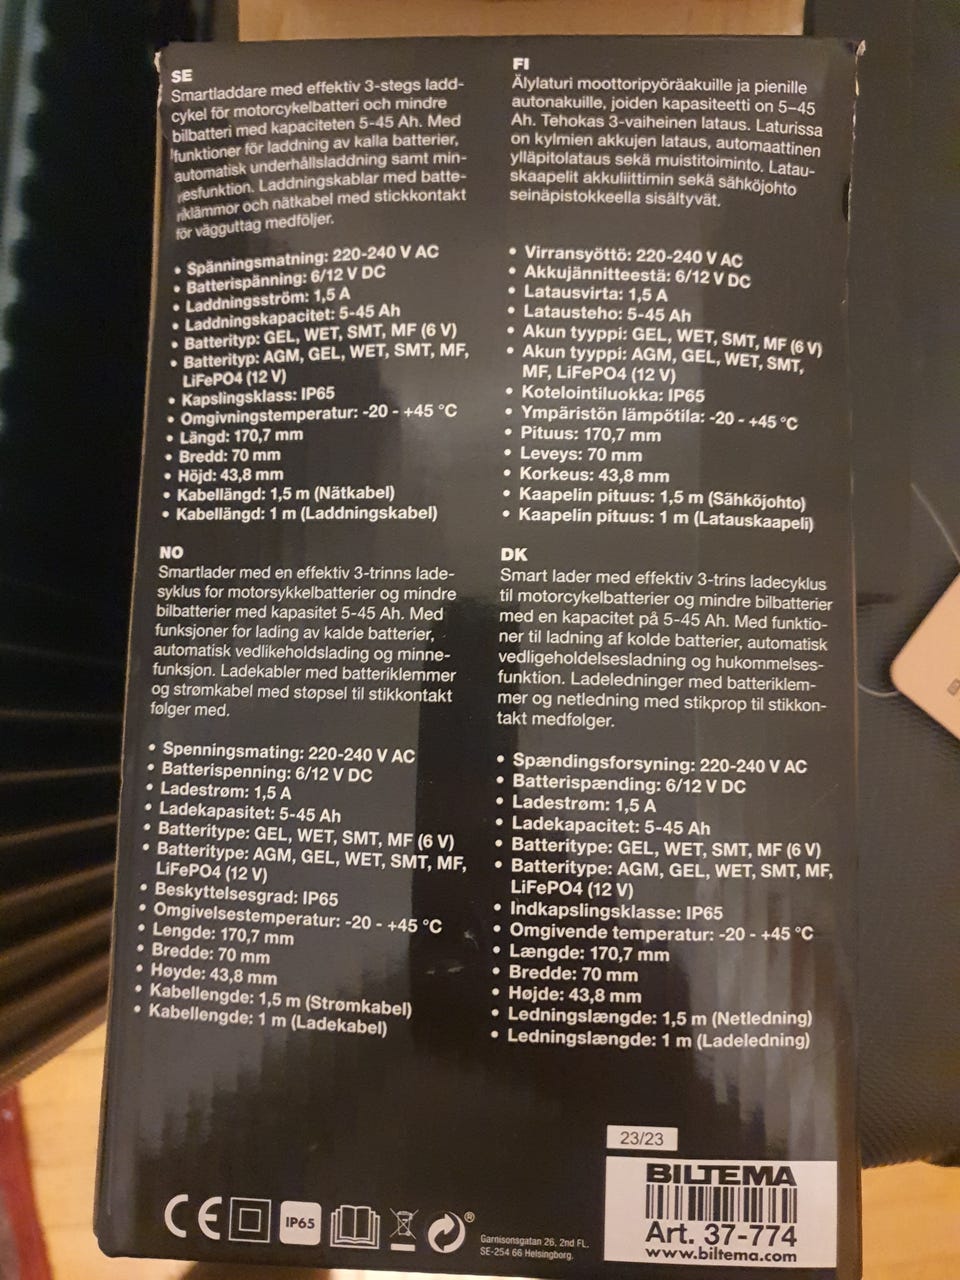 SE
Smartladdare med effektiv 3-stegs ladd-
cykel för motorcykelbatteri och mindre
bilbatteri med kapaciteten 5-45 Ah. Med
funktioner för laddning av kalla batterier,
automatisk underhållsladdning samt min-
nesfunktion. Laddningskablar med batte-
riklämmor och nätkabel med stickkontakt
för vägguttag medföljer.
• Spänningsmatning: 220-240 V AC
• Batterispänning: 6/12 V DC
• Laddningsström: 1,5 A
• Laddningskapacitet: 5-45 Ah
• Batterityp: GEL, WET, SMT, MF (6 V)
• Batterityp: AGM, GEL, WET, SMT, MF,
LiFePO4 (12 V)
• Kapslingsklass: IP65
• Omgivningstemperatur: -20 - +45 °C
• Längd: 170,7 mm
• Bredd: 70 mm
• Höjd: 43,8 mm
• Kabellängd: 1,5 m (Nätkabel)
• Kabellängd: 1 m (Laddningskabel)
FI
Älylaturi moottoripyöräakuille ja pienille
autonakuille, joiden kapasiteetti on 5–45
Ah. Tehokas 3-vaiheinen lataus. Laturissa
on kylmien akkujen lataus, automaattinen
ylläpitolataus sekä muistitoiminto. Latau-
skaapelit akkuliittimin sekä sähköjohto
seinäpistokkeella sisältyvät.
• Virransyöttö: 220-240 V AC
• Akkujännitteestä: 6/12 V DC
• Latausvirta: 1,5 A
• Latausteho: 5-45 Ah
• Akun tyyppi: GEL, WET, SMT, MF (6 V)
• Akun tyyppi: AGM, GEL, WET, SMT,
MF, LiFePO4 (12 V)
• Kotelointiluokka: IP65
• Ympäristön lämpötila: -20 - +45 °C
• Pituus: 170,7 mm
• Leveys: 70 mm
• Korkeus: 43,8 mm
• Kaapelin pituus: 1,5 m (Sähköjohto)
• Kaapelin pituus: 1 m (Latauskaapeli)
NO
Smartlader med en effektiv 3-trinns lade-
syklus for motorsykkelbatterier og mindre
bilbatterier med kapasitet 5-45 Ah. Med
funksjoner for lading av kalde batterier,
automatisk vedlikeholdslading og minne-
funksjon. Ladekabler med batteriklemmer
og strømkabel med støpsel til stikkontakt
følger med.
• Spenningsmating: 220-240 V AC
• Batterispenning: 6/12 V DC
• Ladestrøm: 1,5 A
• Ladekapasitet: 5-45 Ah
• Batteritype: GEL, WET, SMT, MF (6 V)
• Batteritype: AGM, GEL, WET, SMT, MF,
LiFePO4 (12 V)
• Beskyttelsesgrad: IP65
• Omgivelsestemperatur: -20 - +45 °C
• Lengde: 170,7 mm
• Bredde: 70 mm
• Høyde: 43,8 mm
• Kabellengde: 1,5 m (Strømkabel)
• Kabellengde: 1 m (Ladekabel)
DK
Smart lader med effektiv 3-trins ladecyklus
til motorcykelbatterier og mindre bilbatterier
med en kapacitet på 5-45 Ah. Med funktio-
ner til ladning af kolde batterier, automatisk
vedligeholdelsesladning og hukommelses-
funktion. Ladeledninger med batteriklem-
mer og netledning med stikprop til stikkon-
takt medfølger.
• Spændingsforsyning: 220-240 V AC
• Batterispænding: 6/12 V DC
• Ladestrøm: 1,5 A
• Ladekapacitet: 5-45 Ah
• Batteritype: GEL, WET, SMT, MF (6 V)
• Batteritype: AGM, GEL, WET, SMT, MF,
LiFePO4 (12 V)
• Indkapslingsklasse: IP65
• Omgivende temperatur: -20 - +45 °C
• Længde: 170,7 mm
• Bredde: 70 mm
• Højde: 43,8 mm
• Ledningslængde: 1,5 m (Netledning)
• Ledningslængde: 1 m (Ladeledning)
23/23
BILTEMA
Art. 37-774
www.biltema.com
CE
IP65
®
Garnisonsgatan 26, 2nd FL.
SE-254 66 Helsingborg.